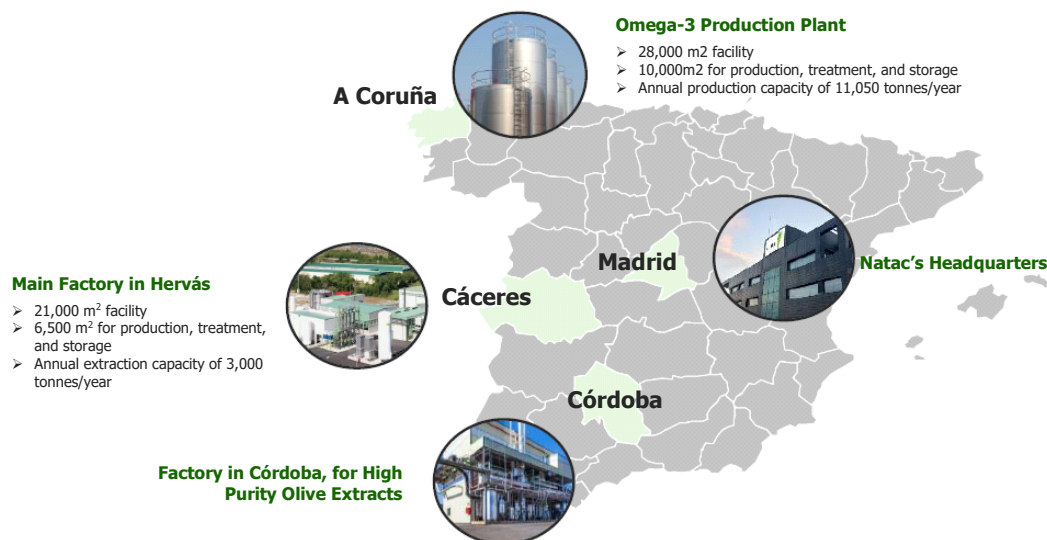 Omega-3 Production Plant
➢ 28,000 m2 facility
➢ 10,000m2 for production, treatment, and storage
➢ Annual production capacity of 11,050 tonnes/year
A Coruña
Madrid
Natac’s Headquarters
Main Factory in Hervás
➢ 21,000 m² facility
➢ 6,500 m² for production, treatment,
and storage
➢ Annual extraction capacity of 3,000
tonnes/year
Cáceres
Córdoba
Factory in Córdoba, for High
Purity Olive Extracts